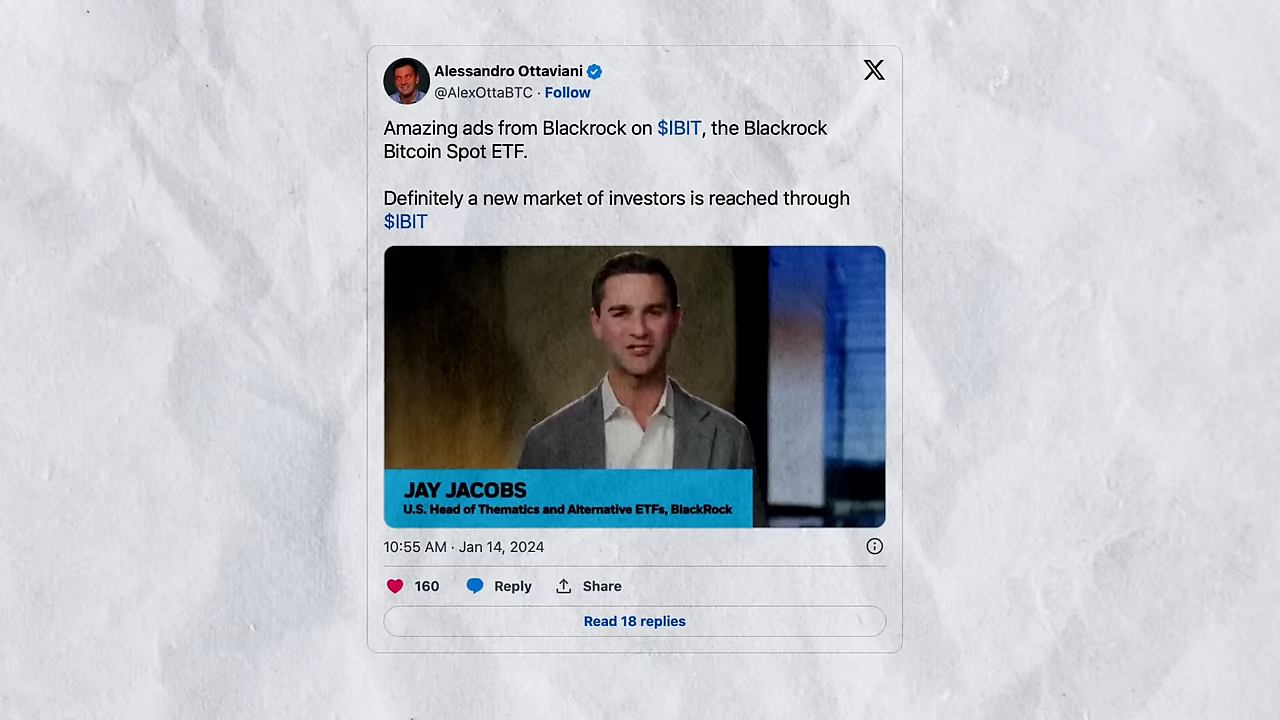 Alessandro Ottaviani
@AlexOttaBTC · Follow
Amazing ads from Blackrock on $IBIT, the Blackrock
Bitcoin Spot ETF.
Definitely a new market of investors is reached through
$IBIT
JAY JACOBS
U.S. Head of Thematics and Alternative ETFs, BlackRock
10:55 AM · Jan 14, 2024
160 Reply Share
Read 18 replies